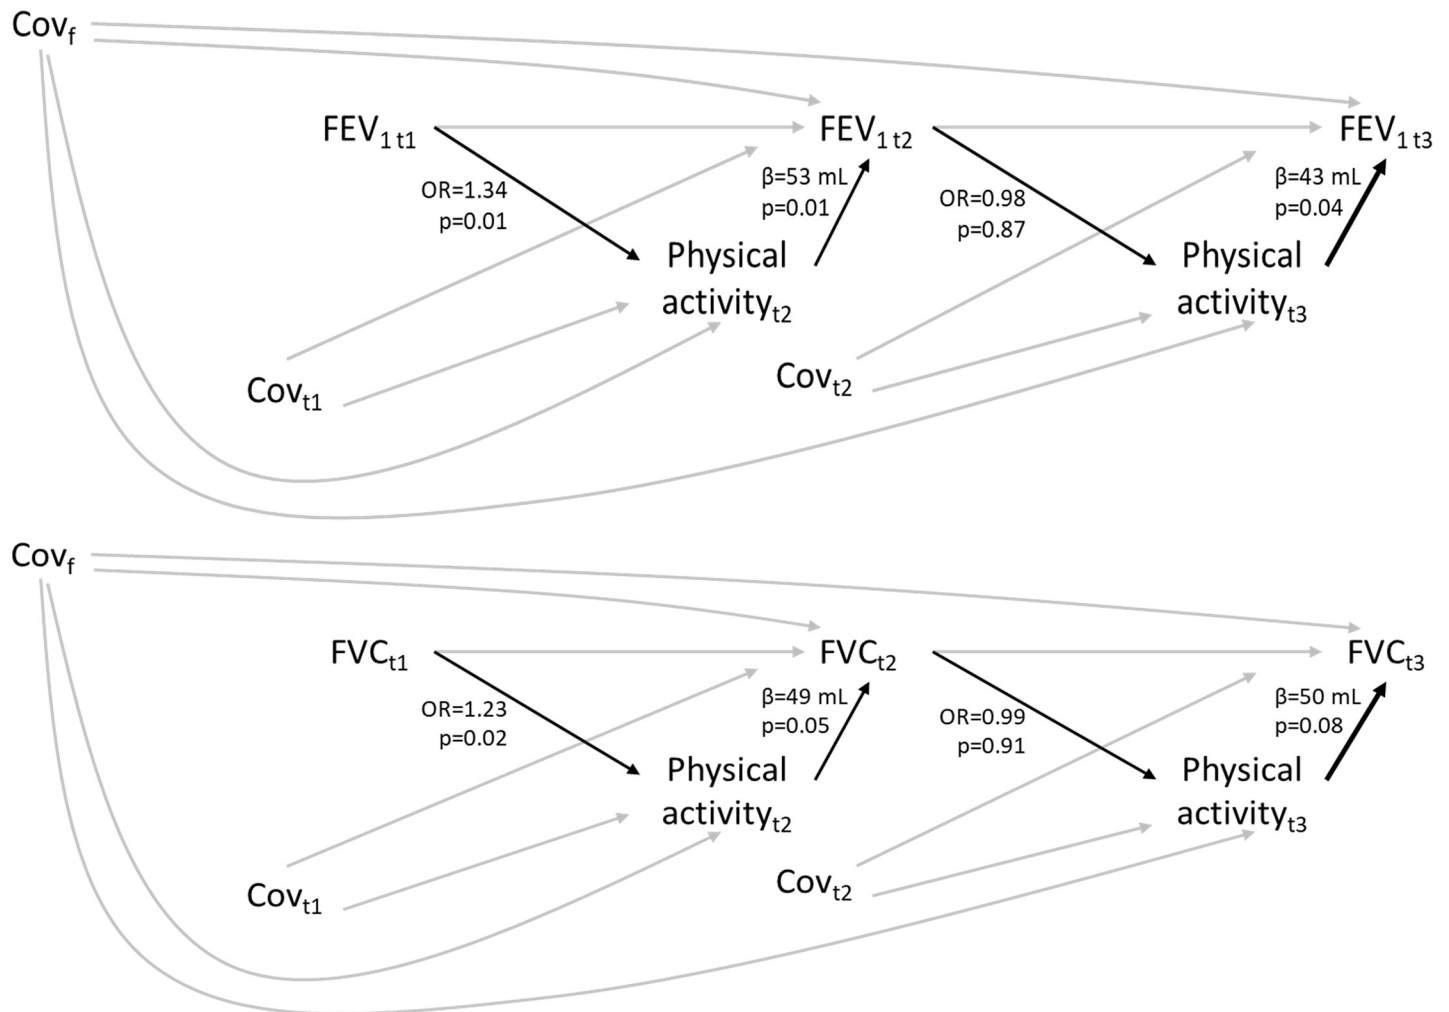 Covf
FEV1 t1
FEV1 t2
FEV1 t3
OR=1.34
p=0.01
β=53 mL
p=0.01
OR=0.98
p=0.87
β=43 mL
p=0.04
Physical
activityt2
Physical
activityt3
Covt1
Covt2
Covf
FVCt1
FVCt2
FVCt3
OR=1.23
p=0.02
β=49 mL
p=0.05
OR=0.99
p=0.91
β=50 mL
p=0.08
Physical
activityt2
Physical
activityt3
Covt1
Covt2